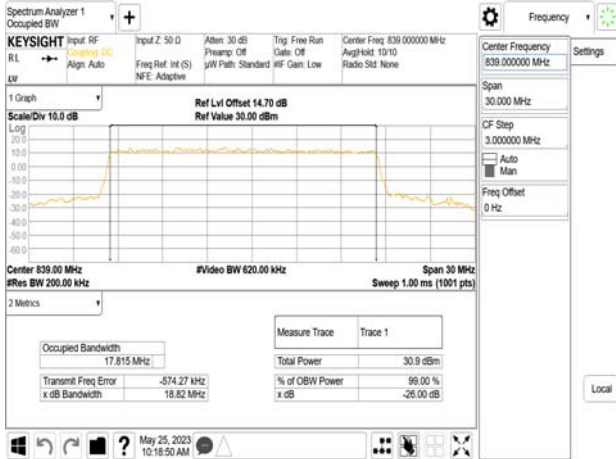 Spectrum Analyzer 1
Occupied BW
Frequency
KEYSIGHT
RL
Input: RF
Coupling: DC
Align: Auto
Input Z: 50 Ω
Freq Ref: Int (S)
NFE: Adaptive
Atten: 30 dB
Preamp: Off
µW Path: Standard
Trig: Free Run
Gate: Off
#IF Gain: Low
Center Freq: 839.000000 MHz
Avg|Hold: 10/10
Radio Std: None
Center Frequency
839.000000 MHz
Settings
Span
30.000 MHz
CF Step
3.000000 MHz
Auto
Man
Freq Offset
0 Hz
Local
1 Graph
Scale/Div 10.0 dB
Ref Lvl Offset 14.70 dB
Ref Value 30.00 dBm
Log
20.0
10.0
0.00
-10.0
-20.0
-30.0
-40.0
-50.0
-60.0
Center 839.00 MHz
#Video BW 620.00 kHz
Span 30 MHz
#Res BW 200.00 kHz
Sweep 1.00 ms (1001 pts)
2 Metrics
Measure Trace
Trace 1
Occupied Bandwidth
17.815 MHz
Total Power
30.9 dBm
Transmit Freq Error
-574.27 kHz
% of OBW Power
99.00 %
x dB Bandwidth
18.82 MHz
x dB
-26.00 dB
?
May 25, 2023
10:18:50 AM